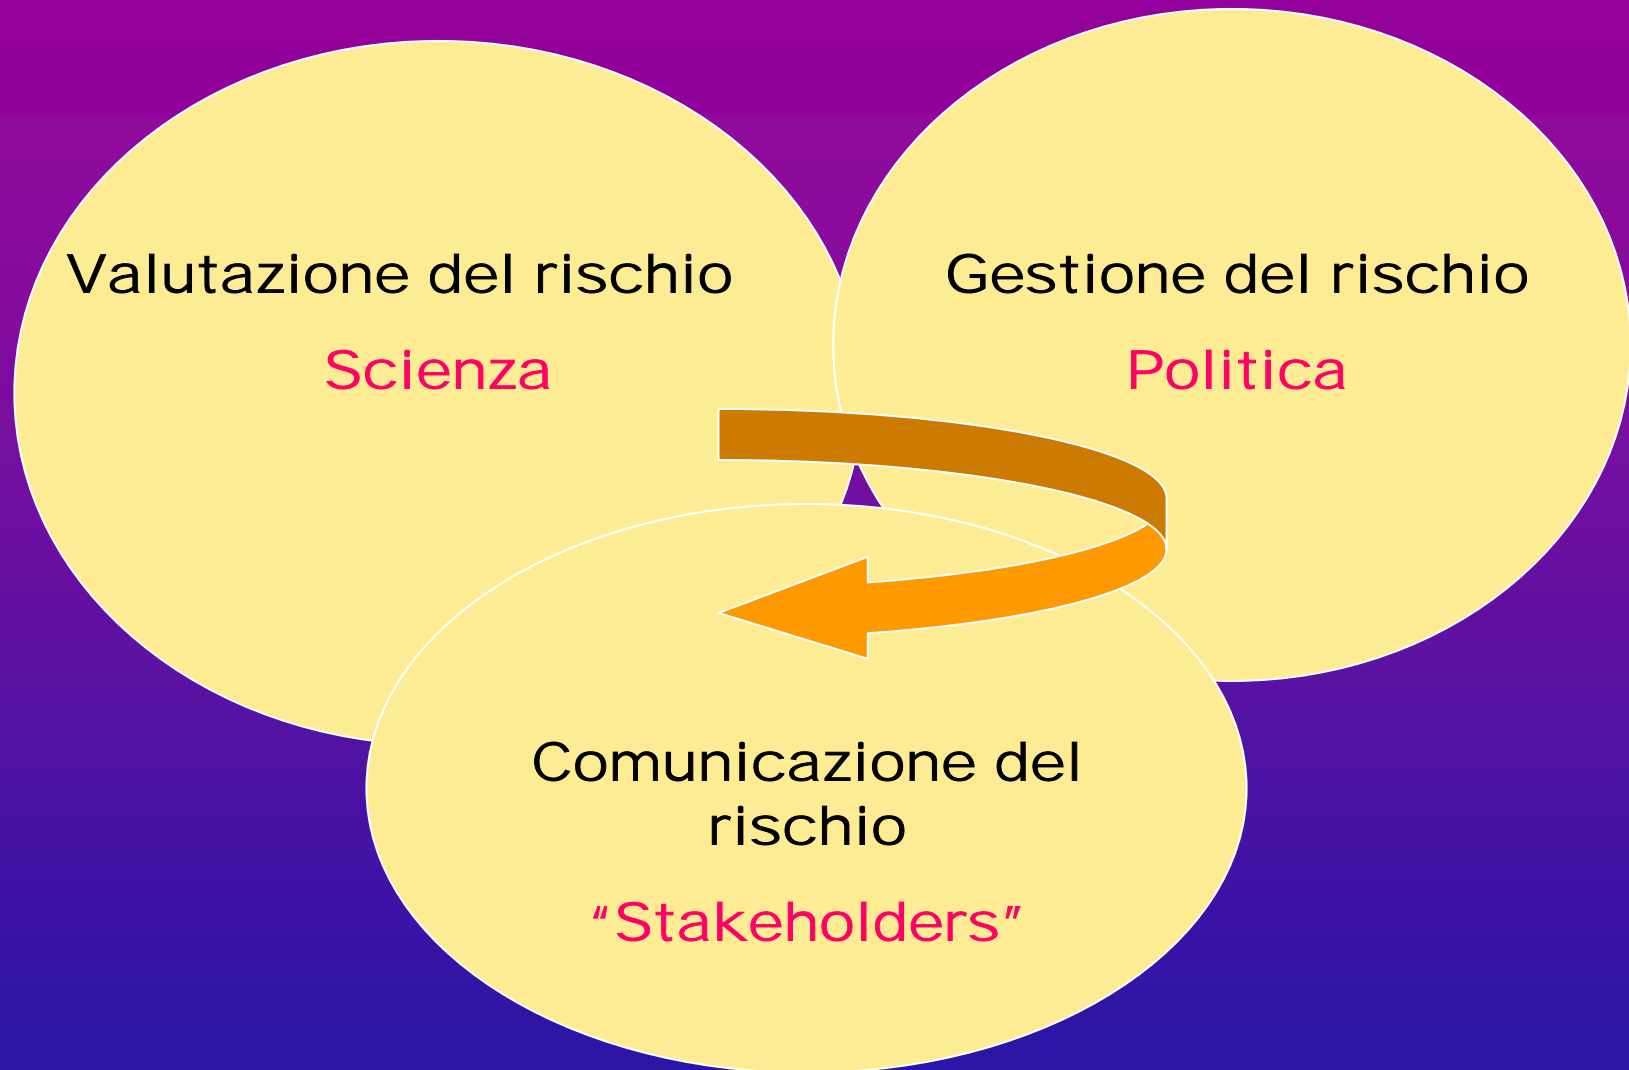 Valutazione del rischio
Scienza
Gestione del rischio
Politica
Comunicazione del
rischio
“Stakeholders”